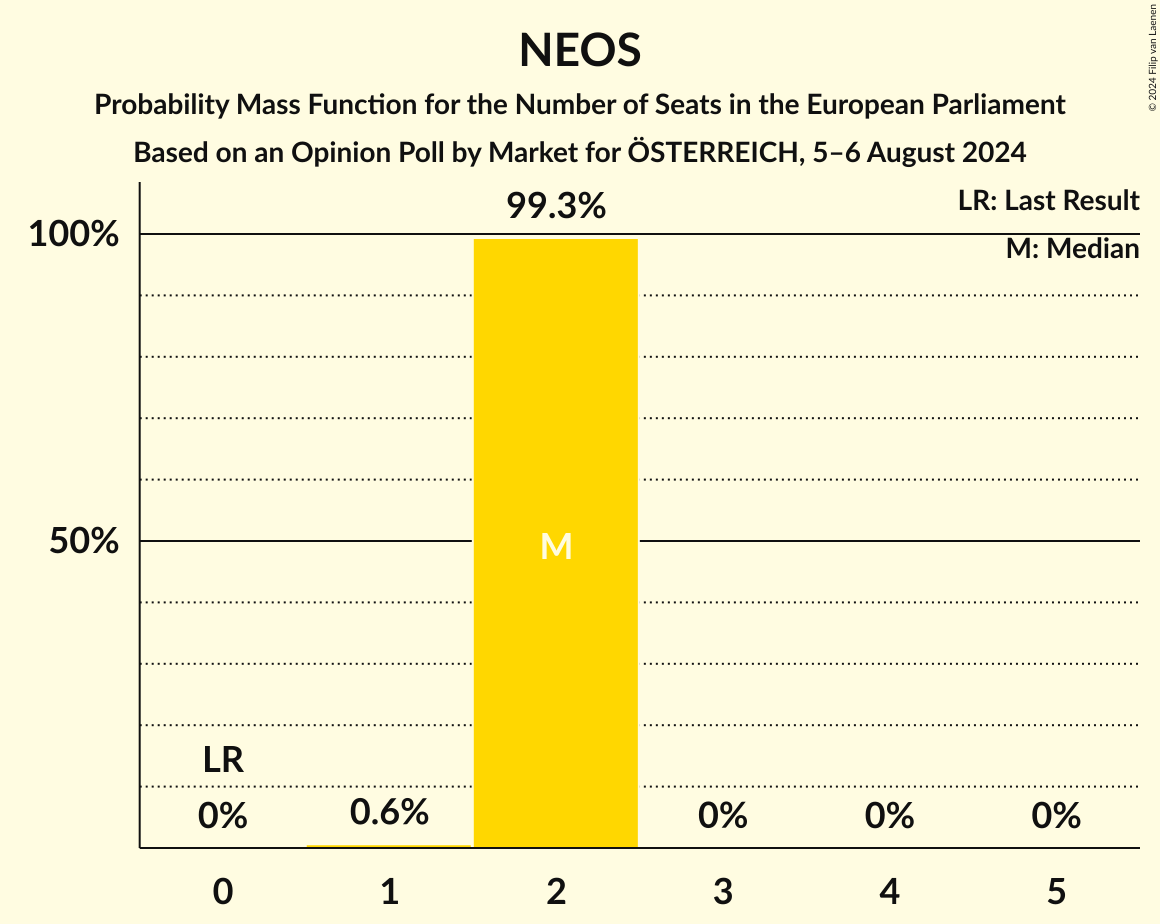 NEOS
Probability Mass Function for the Number of Seats in the European Parliament
Based on an Opinion Poll by Market for ÖSTERREICH, 5–6 August 2024
© 2024 Filip van Laenen
LR: Last Result
M: Median
99.3%
100%
50%
M
LR
0%
0.6%
0%
0%
0%
0
1
2
3
4
5